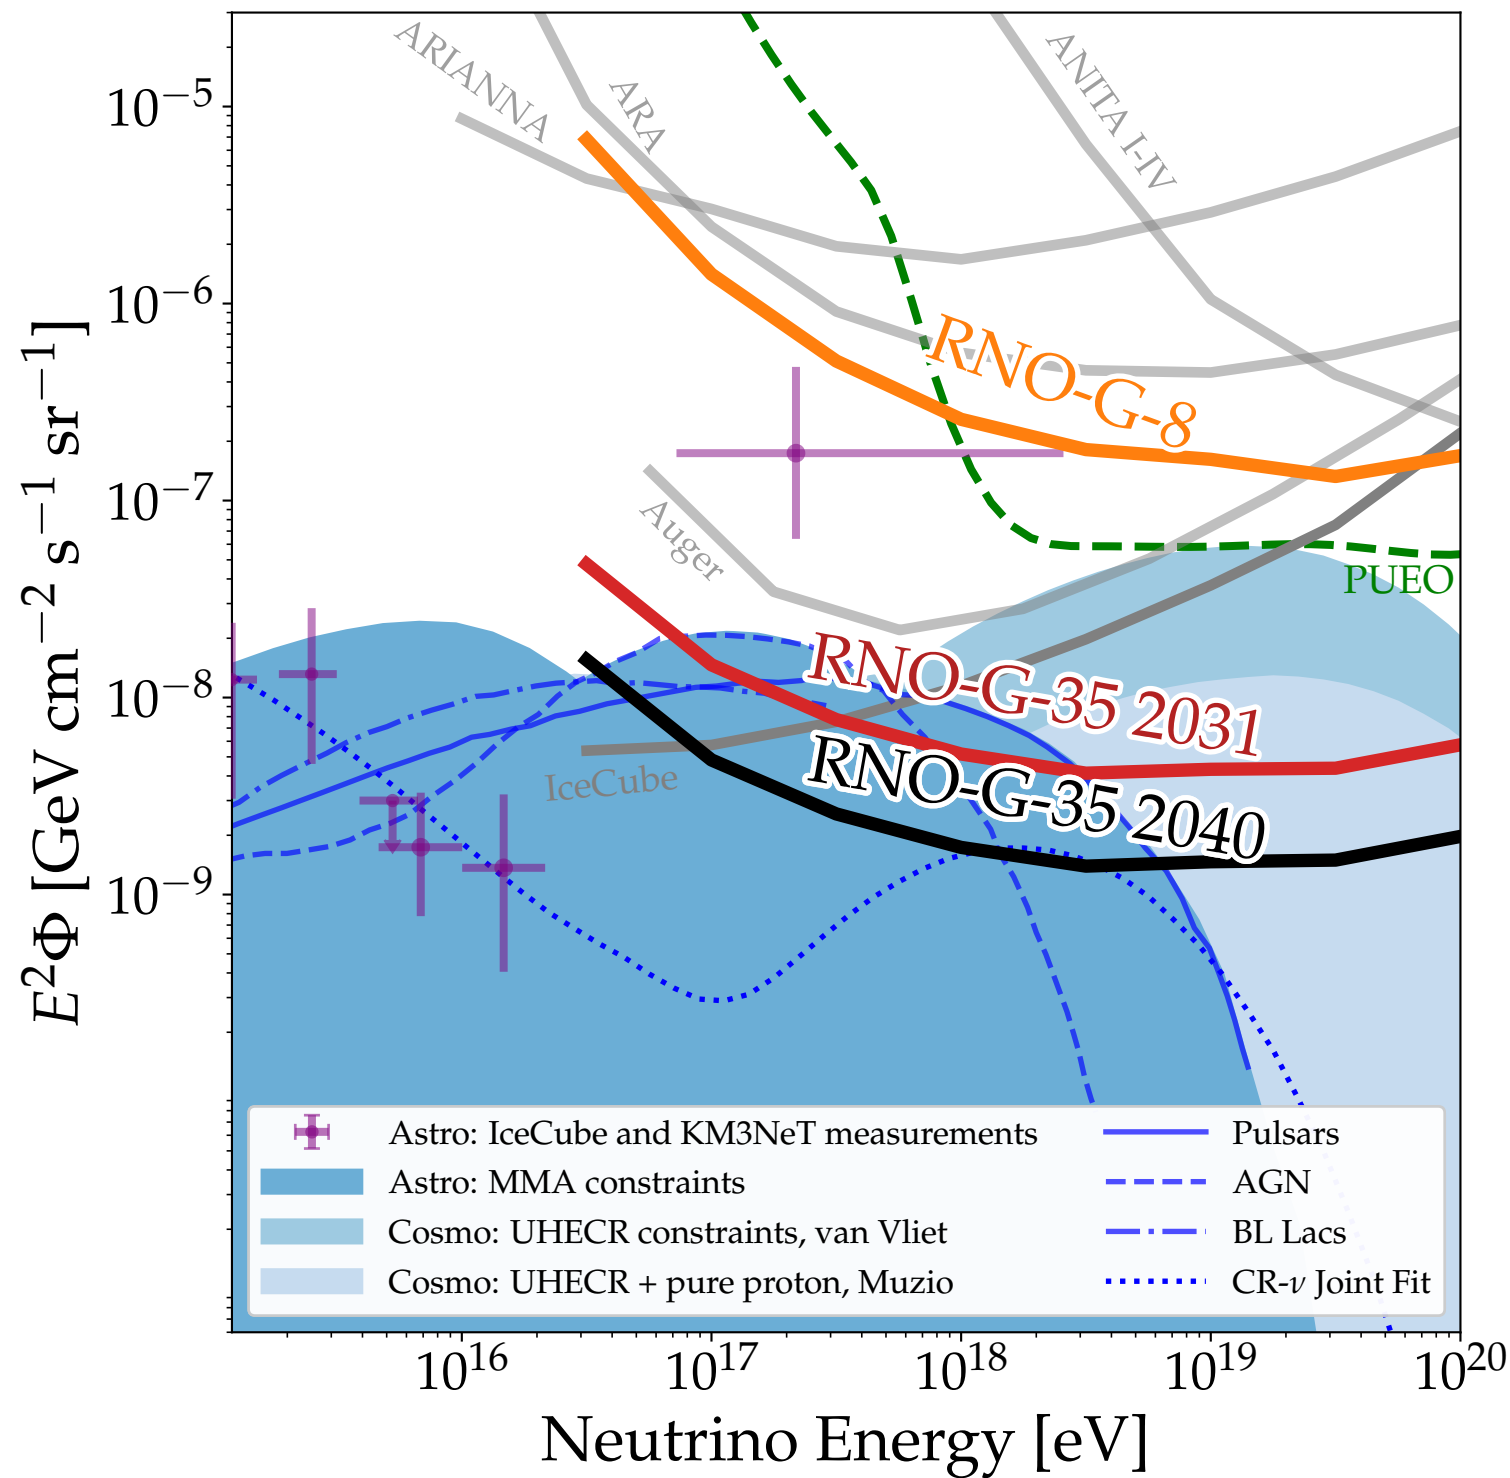 10⁻⁵
10⁻⁶
10⁻⁷
10⁻⁸
10⁻⁹
E²Φ [GeV cm⁻² s⁻¹ sr⁻¹]
ARIANNA
ARA
ANITA I-IV
RNO-G-8
Auger
PUEO
RNO-G-35 2031
IceCube
RNO-G-35 2040
Astro: IceCube and KM3NeT measurements
Astro: MMA constraints
Cosmo: UHECR constraints, van Vliet
Cosmo: UHECR + pure proton, Muzio
Pulsars
AGN
BL Lacs
CR-ν Joint Fit
10¹⁶ 10¹⁷ 10¹⁸ 10¹⁹ 10²⁰
Neutrino Energy [eV]